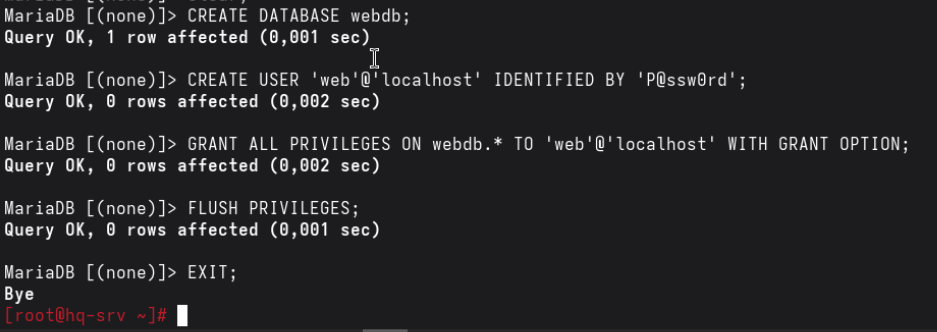 MariaDB [(none)]> CREATE DATABASE webdb;
Query OK, 1 row affected (0,001 sec)
MariaDB [(none)]> CREATE USER 'web'@'localhost' IDENTIFIED BY 'P@ssw0rd';
Query OK, 0 rows affected (0,002 sec)
MariaDB [(none)]> GRANT ALL PRIVILEGES ON webdb.* TO 'web'@'localhost' WITH GRANT OPTION;
Query OK, 0 rows affected (0,002 sec)
MariaDB [(none)]> FLUSH PRIVILEGES;
Query OK, 0 rows affected (0,001 sec)
MariaDB [(none)]> EXIT;
Bye
[root@hq-srv ~]#